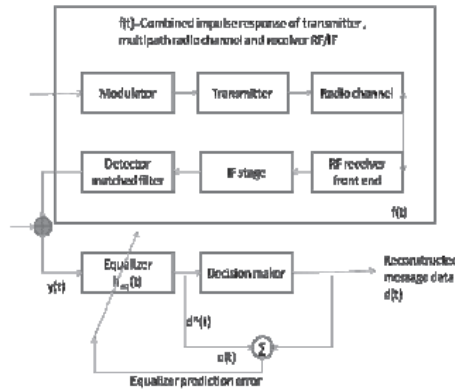 f(t)-Combined impulse response of transmitter,
multipath radio channel and receiver RF/IF
Modulator
Transmitter
Radio channel
Detector
matched filter
IF stage
RF receiver
front end
f(t)
Equalizer
h_eq(t)
Decision maker
Reconstructed
message data
d(t)
y(t)
d^(t)
e(t)
Σ
Equalizer prediction error